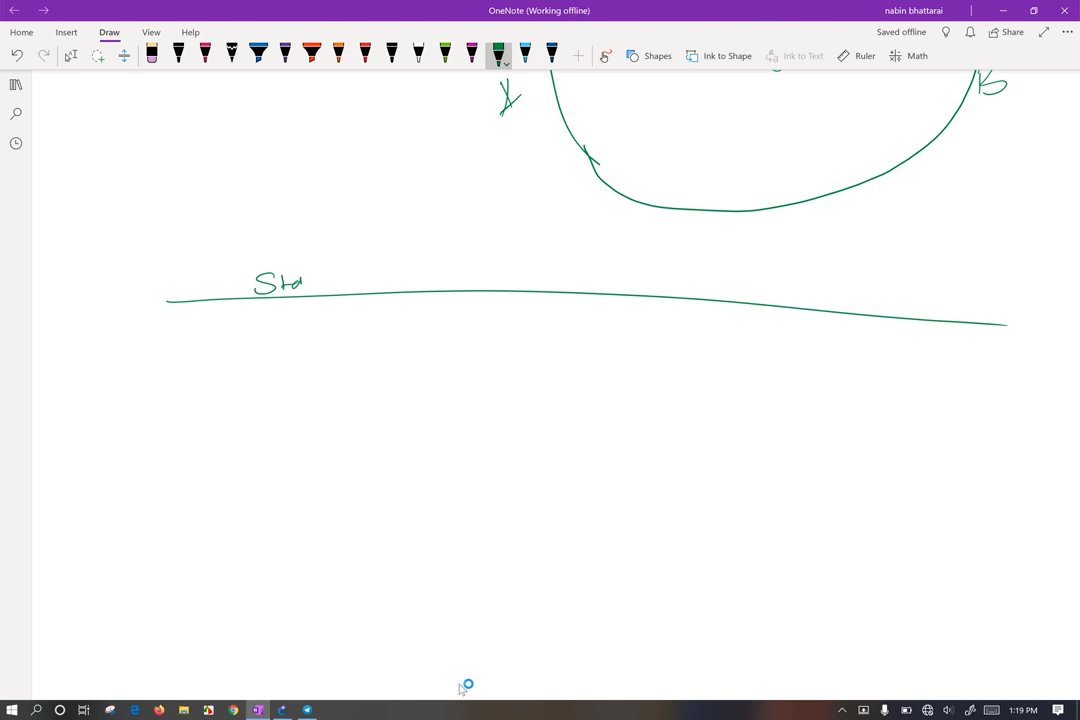 OneNote (Working offline)
nabin bhattarai
Home Insert Draw View Help
Saved offline
Share
Shapes
Ink to Shape
Ink to Text
Ruler
Math
B
Sta
1:19 PM